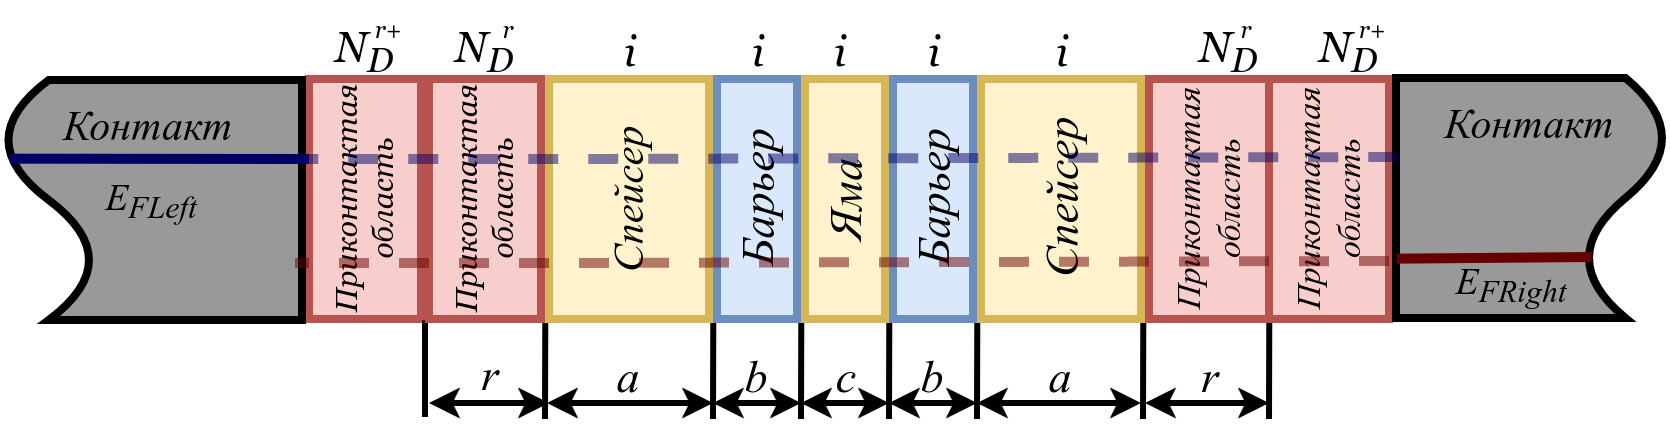 N_D^{r+} N_D^r i i i i i N_D^r N_D^{r+}
Контакт
E_{FLeft}
Приконтактая
область
Приконтактая
область
Спейсер
Барьер
Яма
Барьер
Спейсер
Приконтактая
область
Приконтактая
область
Контакт
E_{FRight}
r a b c b a r